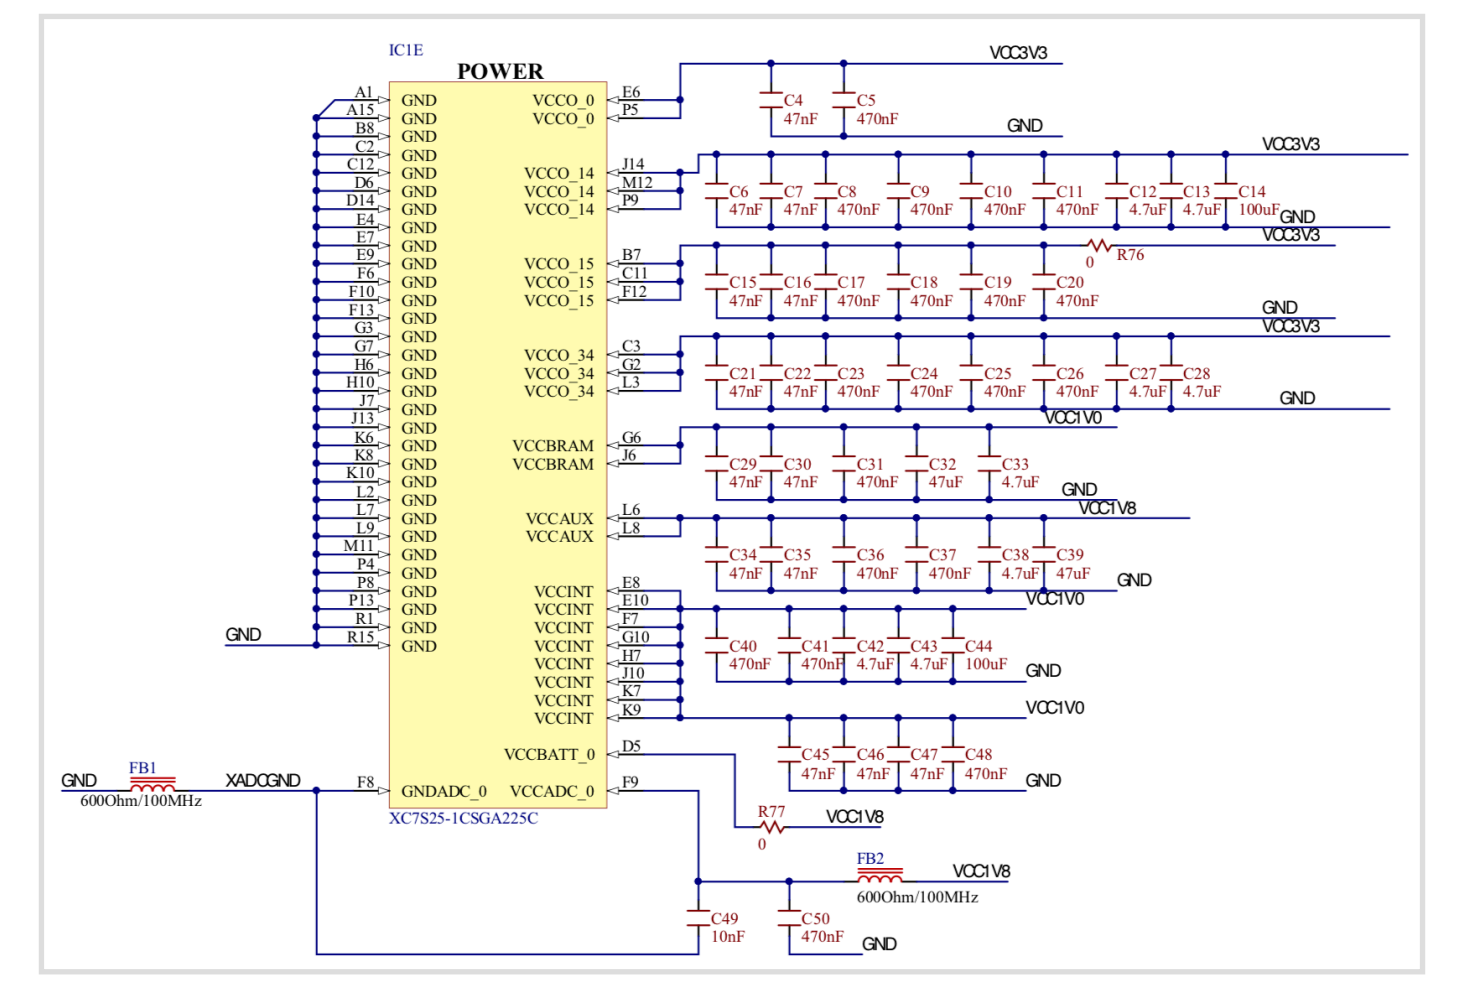 IC1E
POWER
VCC3V3
A1 GND VCCO_0 E6
A15 GND VCCO_0 P5
C4 C5
47nF 470nF
B8 GND
GND
C2 GND
VCC3V3
C12 GND VCCO_14 J14
D6 GND VCCO_14 M12
D14 GND VCCO_14 P9
C6 C7 C8 C9 C10 C11 C12 C13 C14
47nF 47nF 470nF 470nF 470nF 470nF 4.7uF 4.7uF 100uF
GND
E4 GND
E7 GND
VCC3V3
R76
0
E9 GND VCCO_15 B7
F6 GND VCCO_15 C11
F10 GND VCCO_15 F12
C15 C16 C17 C18 C19 C20
47nF 47nF 470nF 470nF 470nF 470nF
GND
F13 GND
G3 GND
VCC3V3
G7 GND VCCO_34 C3
H6 GND VCCO_34 G2
H10 GND VCCO_34 L3
C21 C22 C23 C24 C25 C26 C27 C28
47nF 47nF 470nF 470nF 470nF 470nF 4.7uF 4.7uF
GND
J7 GND
J13 GND
VCC1V0
K6 GND VCCBRAM G6
K8 GND VCCBRAM J6
C29 C30 C31 C32 C33
47nF 47nF 470nF 47uF 4.7uF
K10 GND
GND
L2 GND
VCC1V8
L7 GND VCCAUX L6
L9 GND VCCAUX L8
C34 C35 C36 C37 C38 C39
47nF 47nF 470nF 470nF 4.7uF 47uF
M11 GND
P4 GND
GND
P8 GND VCCINT E8
VCC1V0
P13 GND VCCINT E10
R1 GND VCCINT F7
GND
R15 GND VCCINT G10
C40 C41 C42 C43 C44
470nF 470nF 4.7uF 4.7uF 100uF
VCCINT H7
GND
VCCINT J10
VCCINT K7
VCC1V0
VCCINT K9
VCCBATT_0 D5
C45 C46 C47 C48
47nF 47nF 47nF 470nF
GND
FB1
GND
XADCGND
600Ohm/100MHz
F8 GNDADC_0 VCCADC_0 F9
XC7S25-1CSGA225C
R77
0
VCC1V8
FB2
VCC1V8
600Ohm/100MHz
C49 C50
10nF 470nF
GND